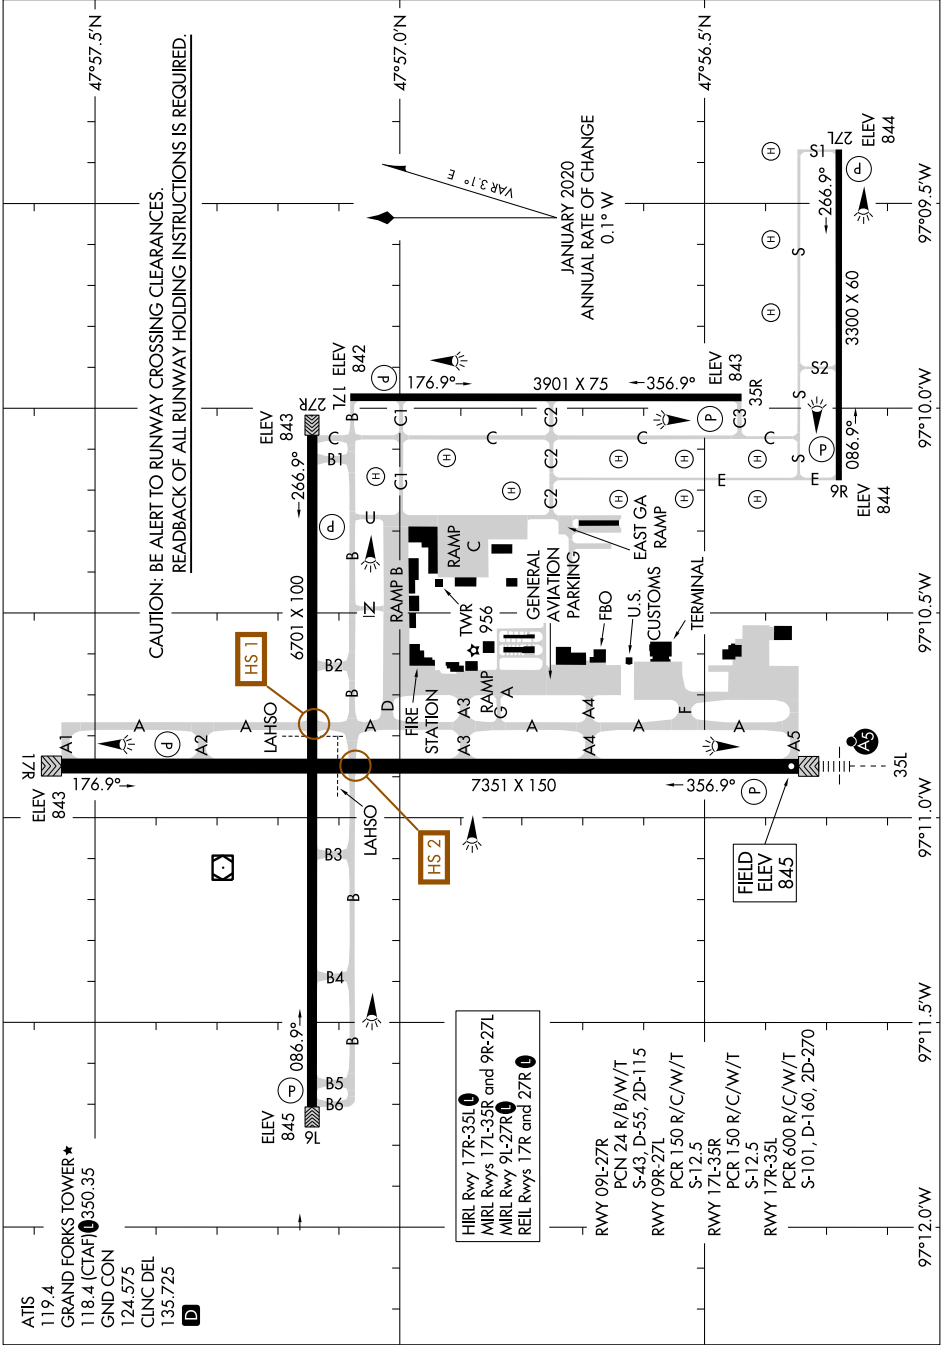 ATIS
119.4
GRAND FORKS TOWER★
118.4 (CTAF) L 350.35
GND CON
124.575
CLNC DEL
135.725
D
CAUTION: BE ALERT TO RUNWAY CROSSING CLEARANCES.
READBACK OF ALL RUNWAY HOLDING INSTRUCTIONS IS REQUIRED.
47°57.5'N
47°57.0'N
47°56.5'N
97°09.5'W
97°10.0'W
97°10.5'W
97°11.0'W
97°11.5'W
97°12.0'W
VAR 3.1° E
JANUARY 2020
ANNUAL RATE OF CHANGE
0.1° W
ELEV
845
9L
086.9°
P
B6
B5
B4
B3
B
B
B
B2
B
B1
B
6701 X 100
266.9°
P
C
27R
ELEV
843
HS 1
HS 2
LAHSO
LAHSO
17R
ELEV
843
176.9°
P
A1
A2
A
A
A
A
A
A
A3
A3
A4
A4
A5
A
G
D
F
7351 X 150
356.9°
P
35L
A5
FIELD
ELEV
845
17L
ELEV
842
P
176.9°
3901 X 75
356.9°
P
ELEV
843
35R
C1
C1
C2
C2
C2
C3
C
C
C
E
E
N
U
RAMP B
RAMP
C
RAMP
TWR
956
FIRE
STATION
GENERAL
AVIATION
PARKING
EAST GA
RAMP
FBO
U.S.
CUSTOMS
TERMINAL
H
H
H
H
H
H
H
H
H
H
H
H
S
S
S
S1
S2
9R
ELEV
844
086.9°
P
3300 X 60
266.9°
P
27L
ELEV
844
HIRL Rwy 17R-35L L
MIRL Rwys 17L-35R and 9R-27L
MIRL Rwy 9L-27R L
REIL Rwys 17R and 27R L
RWY 09L-27R
PCN 24 R/B/W/T
S-43, D-55, 2D-115
RWY 09R-27L
PCR 150 R/C/W/T
S-12.5
RWY 17L-35R
PCR 150 R/C/W/T
S-12.5
RWY 17R-35L
PCR 600 R/C/W/T
S-101, D-160, 2D-270